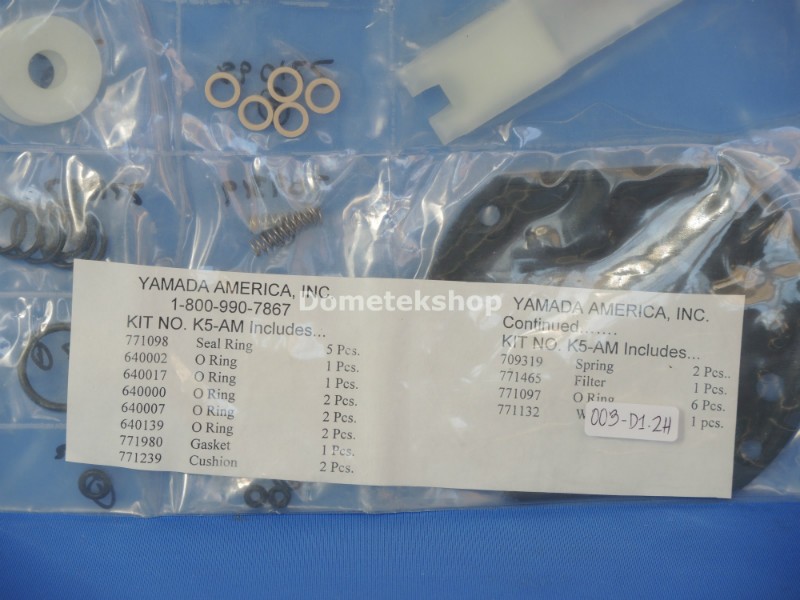 YAMADA AMERICA, INC.
1-800-990-7867
KIT NO. K5-AM Includes...
771098 Seal Ring 5 Pcs.
640002 O Ring 1 Pcs.
640017 O Ring 1 Pcs.
640000 O Ring 2 Pcs.
640007 O Ring 2 Pcs.
640139 O Ring 2 Pcs.
771980 Gasket 1 Pcs.
771239 Cushion 2 Pcs.
YAMADA AMERICA, INC.
Continued.......
KIT NO. K5-AM Includes...
709319 Spring 2 Pcs..
771465 Filter 1 Pcs.
771097 O Ring 6 Pcs.
771132 1 pcs.
003-D1-2H
Dometekshop